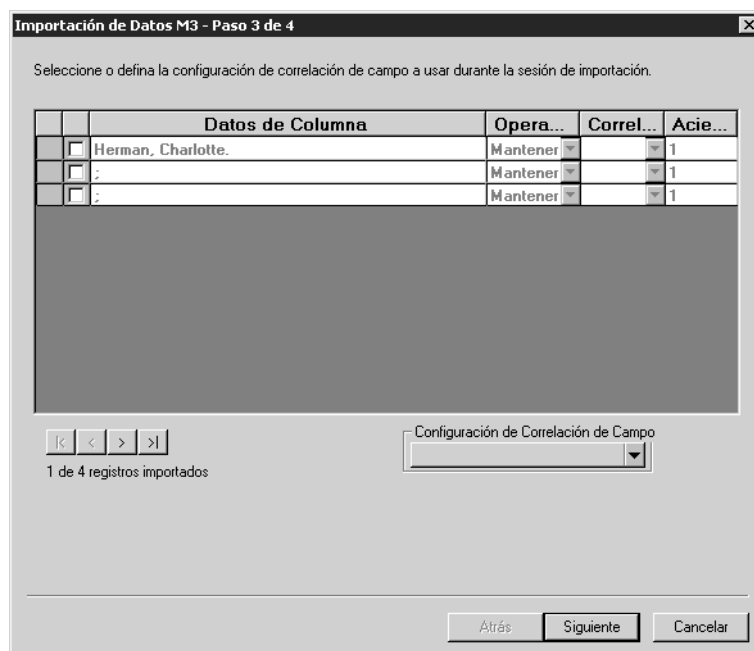 Importación de Datos M3 - Paso 3 de 4
Seleccione o defina la configuración de correlación de campo a usar durante la sesión de importación.
Datos de Columna Opera... Correl... Acie...
Herman, Charlotte. Mantener 1
; Mantener 1
; Mantener 1
Configuración de Correlación de Campo
1 de 4 registros importados
Atrás Siguiente Cancelar